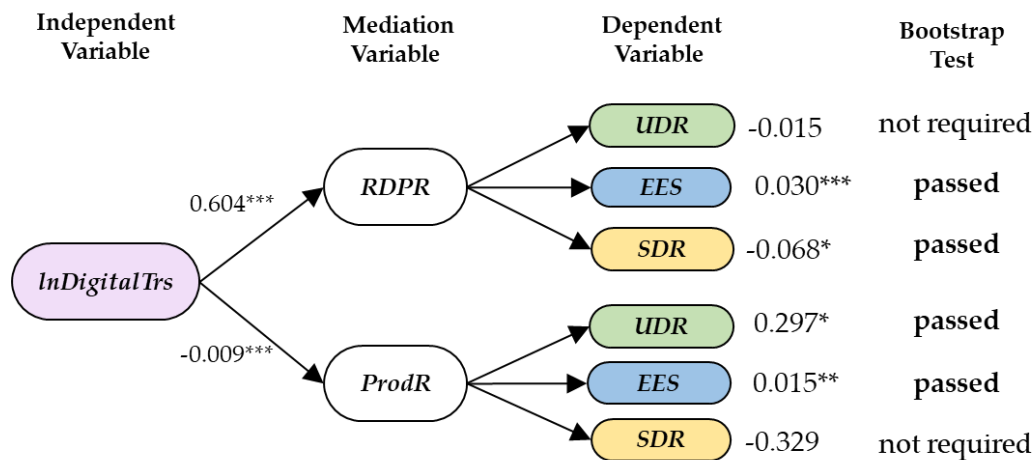 Independent
Variable
Mediation
Variable
Dependent
Variable
Bootstrap
Test
UDR -0.015 not required
RDPR EES 0.030*** passed
0.604***
SDR -0.068* passed
lnDigitalTrs
UDR 0.297* passed
-0.009***
ProdR EES 0.015** passed
SDR -0.329 not required